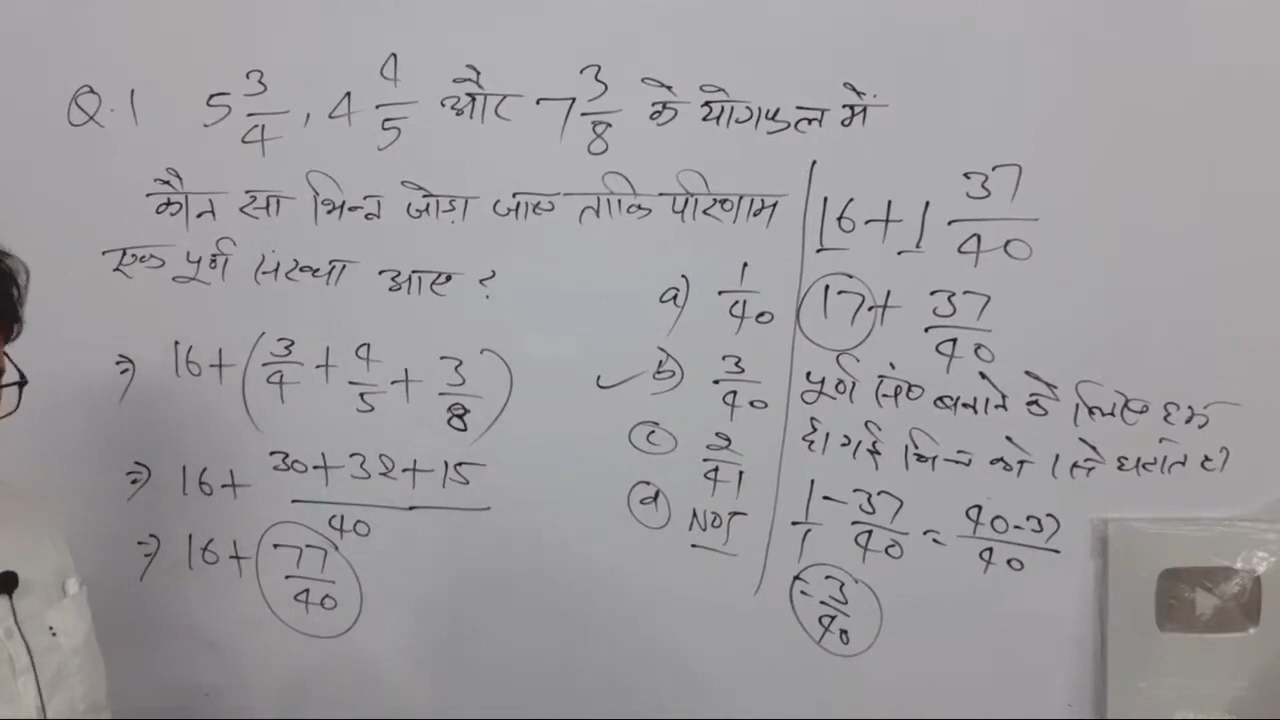 Q.1 5 3/4 , 4 4/5 और 7 3/8 के योगफल में
कौन सा भिन्न जोड़ा जाए ताकि परिणाम
एक पूर्ण संख्या आए ?
⇒ 16+(3/4 + 4/5 + 3/8)
⇒ 16+ (30+32+15)/40
⇒ 16+ 77/40
a) 1/40
b) 3/40
c 2/41
d NOT
16+1 37/40
17+ 37/40
पूर्ण सं० बनाने के लिए हम
दी गई भिन्न को 1 से घटाते है।
1/1 - 37/40 = (40-37)/40
= 3/40